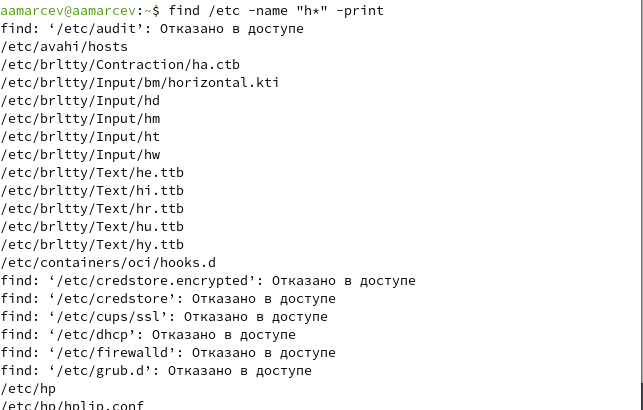 aamarcev@aamarcev:~$ find /etc -name "h*" -print
find: ‘/etc/audit’: Отказано в доступе
/etc/avahi/hosts
/etc/brltty/Contraction/ha.ctb
/etc/brltty/Input/bm/horizontal.kti
/etc/brltty/Input/hd
/etc/brltty/Input/hm
/etc/brltty/Input/ht
/etc/brltty/Input/hw
/etc/brltty/Text/he.ttb
/etc/brltty/Text/hi.ttb
/etc/brltty/Text/hr.ttb
/etc/brltty/Text/hu.ttb
/etc/brltty/Text/hy.ttb
/etc/containers/oci/hooks.d
find: ‘/etc/credstore.encrypted’: Отказано в доступе
find: ‘/etc/credstore’: Отказано в доступе
find: ‘/etc/cups/ssl’: Отказано в доступе
find: ‘/etc/dhcp’: Отказано в доступе
find: ‘/etc/firewalld’: Отказано в доступе
find: ‘/etc/grub.d’: Отказано в доступе
/etc/hp
/etc/hp/hplip.conf